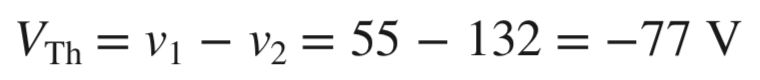 V_Th = v_1 − v_2 = 55 − 132 = −77 V